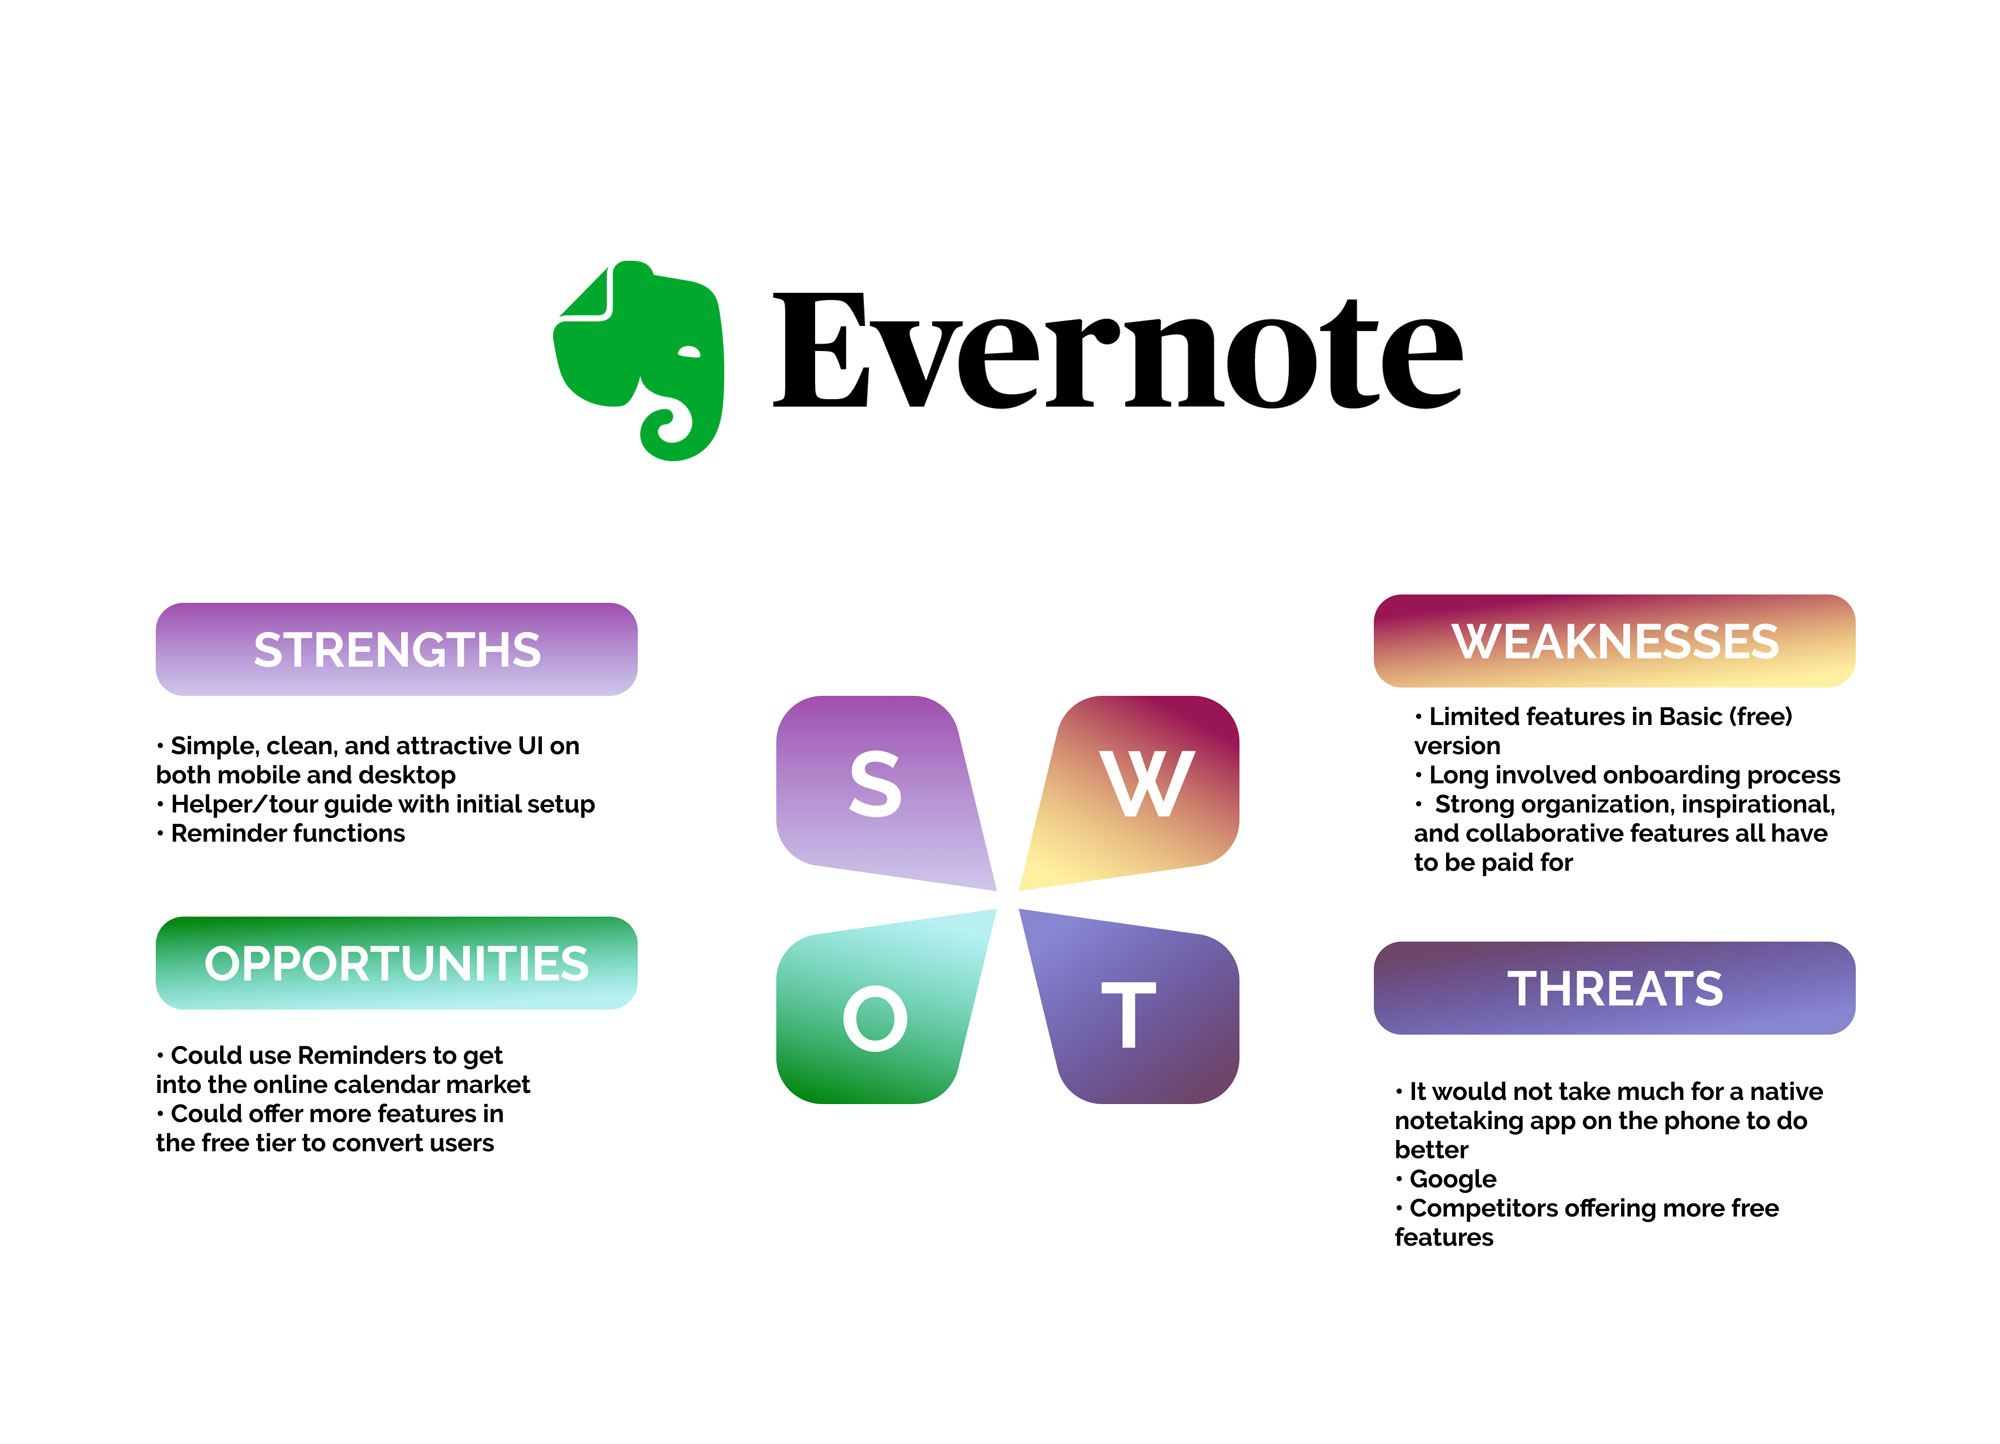 Evernote
STRENGTHS
• Simple, clean, and attractive UI on
both mobile and desktop
• Helper/tour guide with initial setup
• Reminder functions
WEAKNESSES
• Limited features in Basic (free)
version
• Long involved onboarding process
•  Strong organization, inspirational,
and collaborative features all have
to be paid for
S
W
O
T
OPPORTUNITIES
• Could use Reminders to get
into the online calendar market
• Could offer more features in
the free tier to convert users
THREATS
• It would not take much for a native
notetaking app on the phone to do
better
• Google
• Competitors offering more free
features